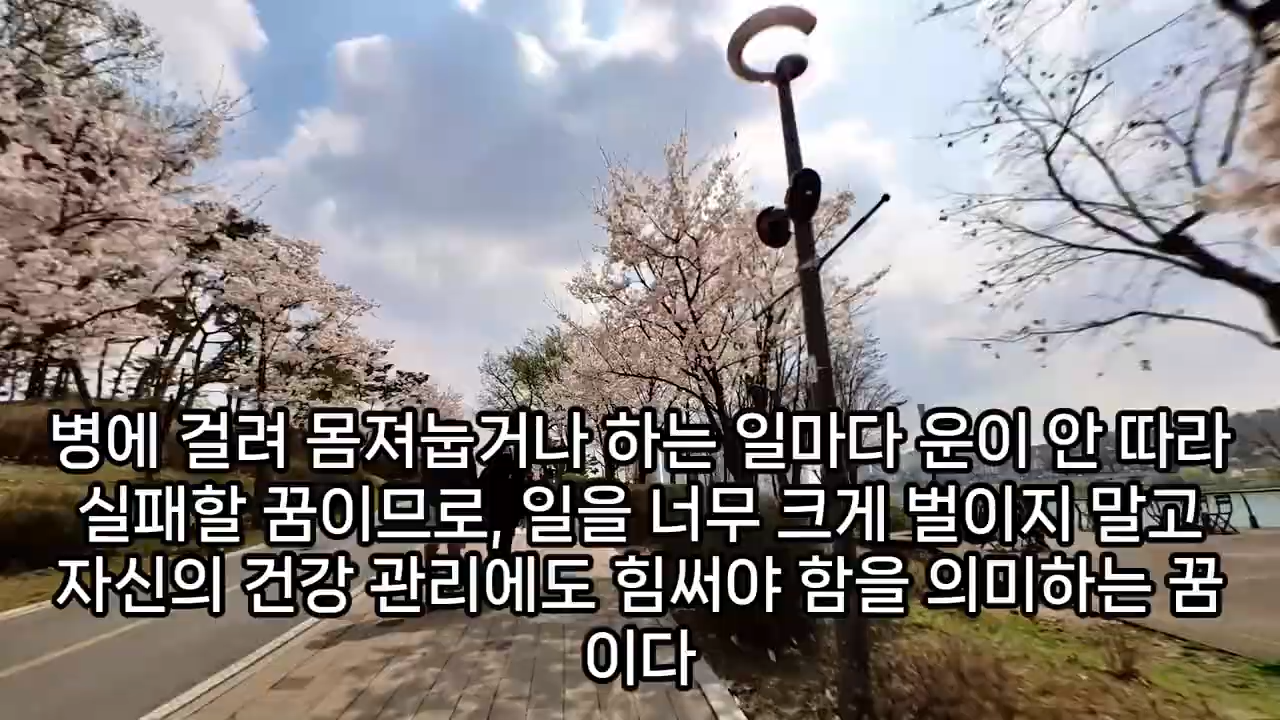 병에 걸려 몸져눕거나 하는 일마다 운이 안 따라
실패할 꿈이므로, 일을 너무 크게 벌이지 말고
자신의 건강 관리에도 힘써야 함을 의미하는 꿈
이다